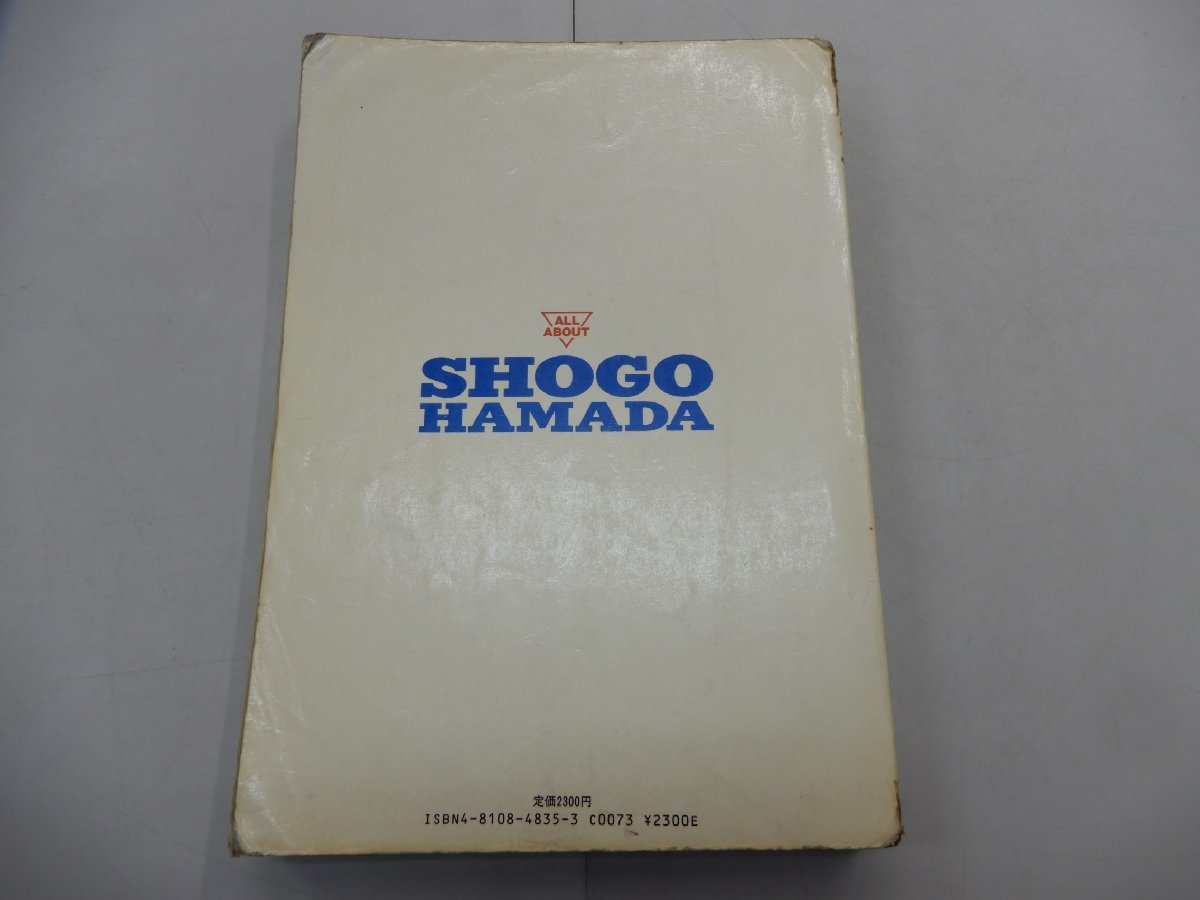 ALL
ABOUT
SHOGO
HAMADA
定価2300円
ISBN4-8108-4835-3 C0073 ¥2300E